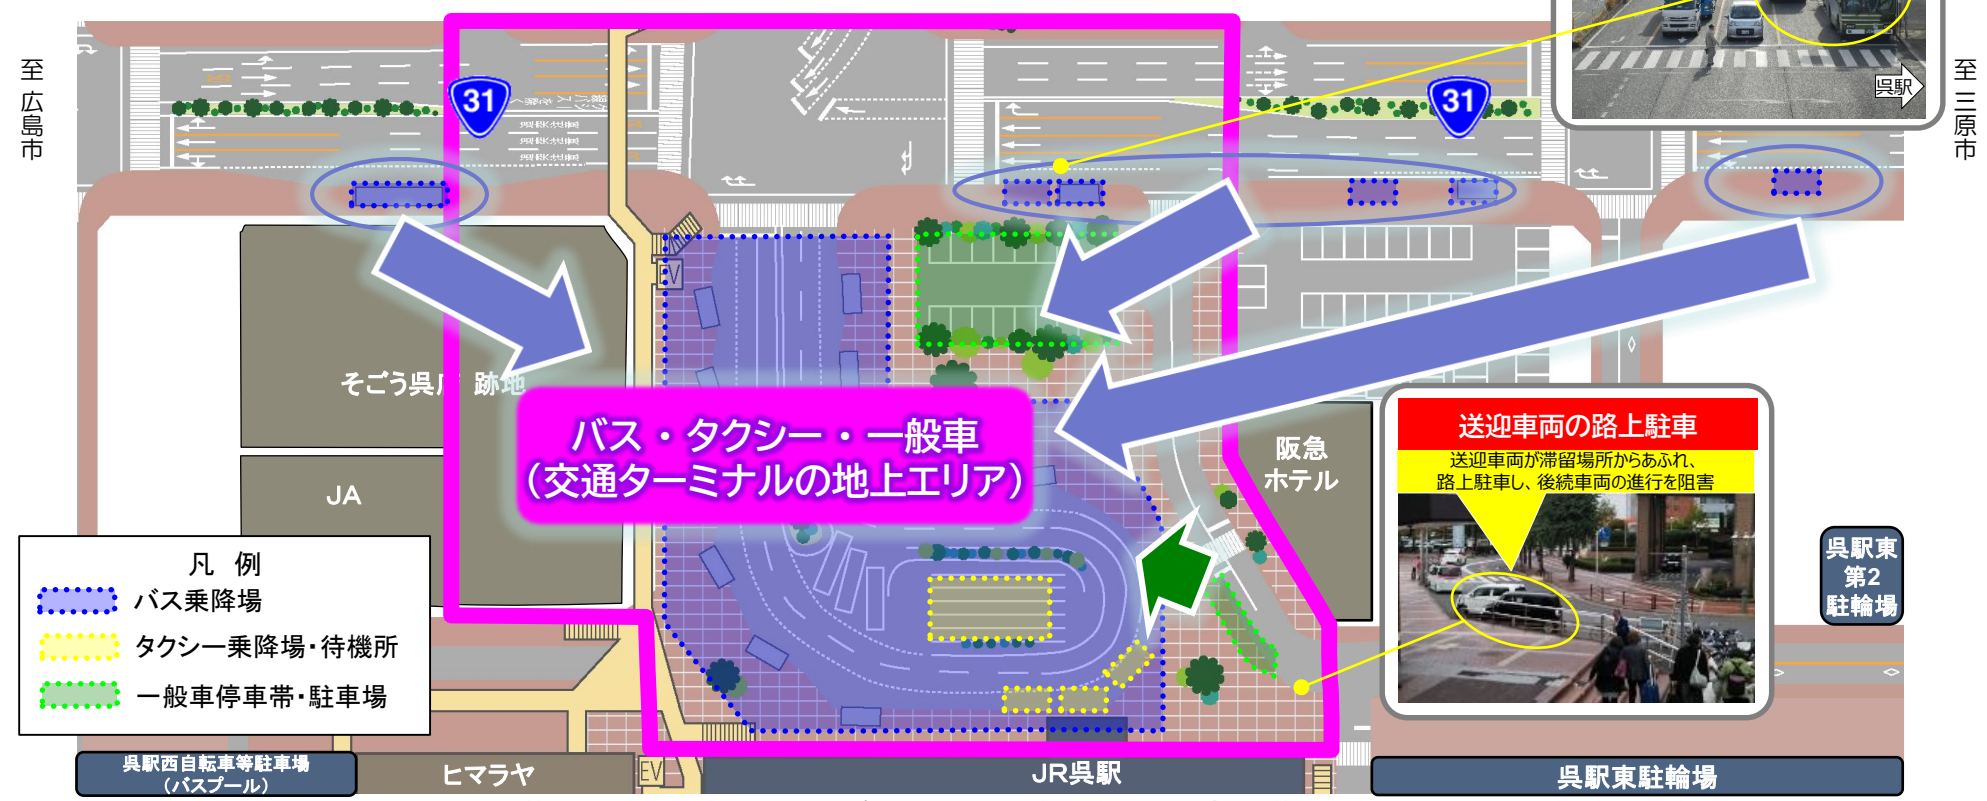 至 広島市
31
31
呉駅
至 三原市
EV
そごう呉店 跡地
JA
バス・タクシー・一般車
（交通ターミナルの地上エリア）
阪急
ホテル
送迎車両の路上駐車
送迎車両が滞留場所からあふれ、
路上駐車し、後続車両の進行を阻害
呉駅東
第2
駐輪場
凡 例
バス乗降場
タクシー乗降場・待機所
一般車停車帯・駐車場
呉駅西自転車等駐車場
（バスプール）
ヒマラヤ
EV
JR呉駅
呉駅東駐輪場